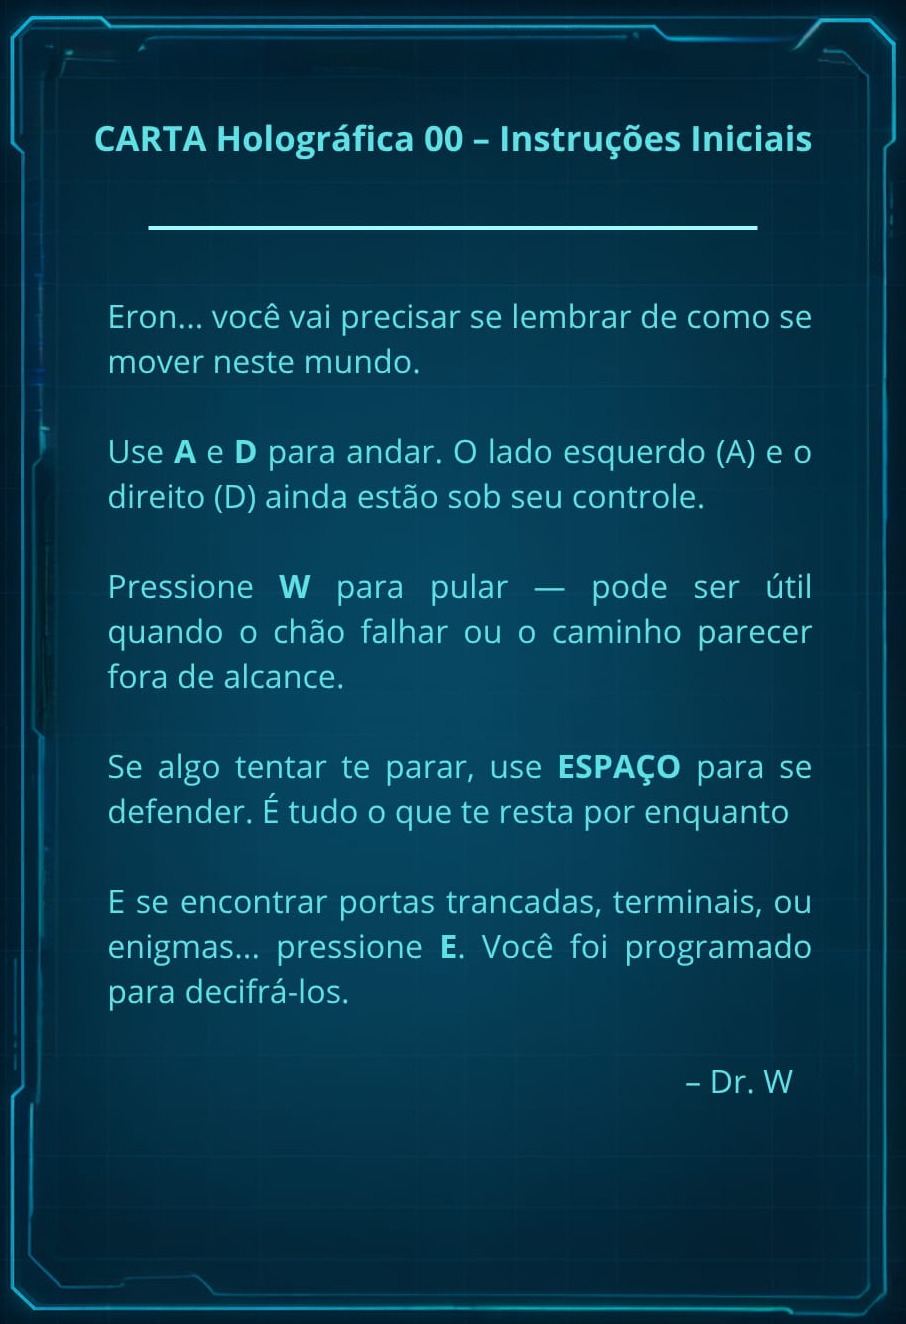 CARTA Holográfica 00 – Instruções Iniciais
Eron... você vai precisar se lembrar de como se
mover neste mundo.
Use A e D para andar. O lado esquerdo (A) e o
direito (D) ainda estão sob seu controle.
Pressione W para pular — pode ser útil
quando o chão falhar ou o caminho parecer
fora de alcance.
Se algo tentar te parar, use ESPAÇO para se
defender. É tudo o que te resta por enquanto
E se encontrar portas trancadas, terminais, ou
enigmas... pressione E. Você foi programado
para decifrá-los.
– Dr. W